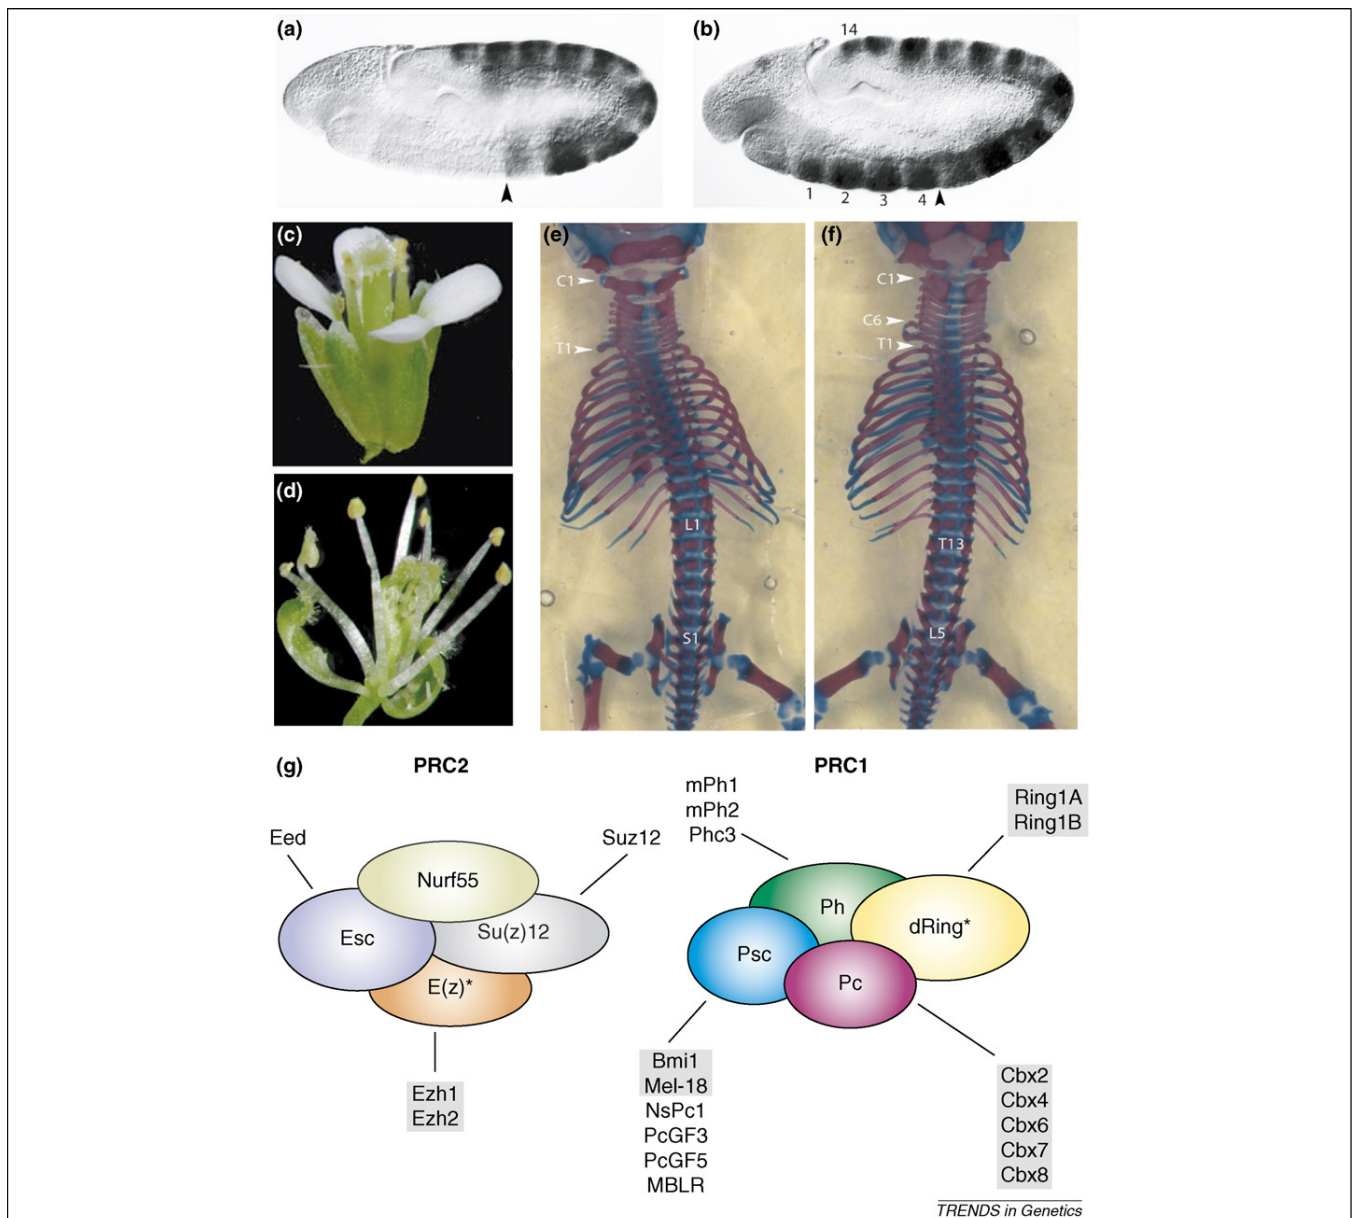 (a)
(b)
14
1
2
3
4
(c)
(d)
(e)
C1
T1
L1
S1
(f)
C1
C6
T1
T13
L5
(g)
PRC2
PRC1
Eed
Suz12
Nurf55
Esc
Su(z)12
E(z)*
Ezh1
Ezh2
mPh1
mPh2
Phc3
Ring1A
Ring1B
Ph
dRing*
Psc
Pc
Bmi1
Mel-18
NsPc1
PcGF3
PcGF5
MBLR
Cbx2
Cbx4
Cbx6
Cbx7
Cbx8
TRENDS in Genetics